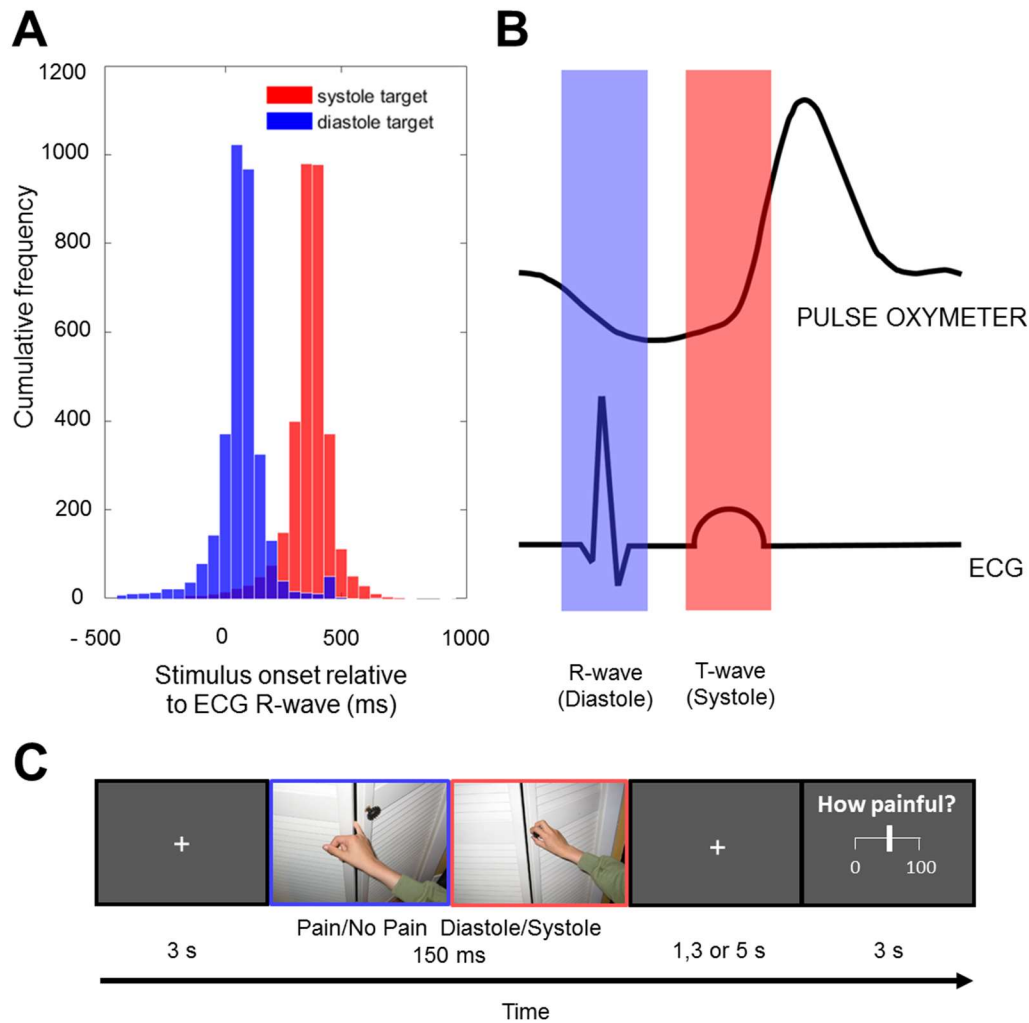 A
B
1200
1000
800
600
400
200
0
Cumulative frequency
systole target
diastole target
- 500
0
500
1000
Stimulus onset relative
to ECG R-wave (ms)
PULSE OXYMETER
ECG
R-wave
(Diastole)
T-wave
(Systole)
C
+
+
How painful?
0 100
Pain/No Pain Diastole/Systole
150 ms
3 s
1,3 or 5 s
3 s
Time